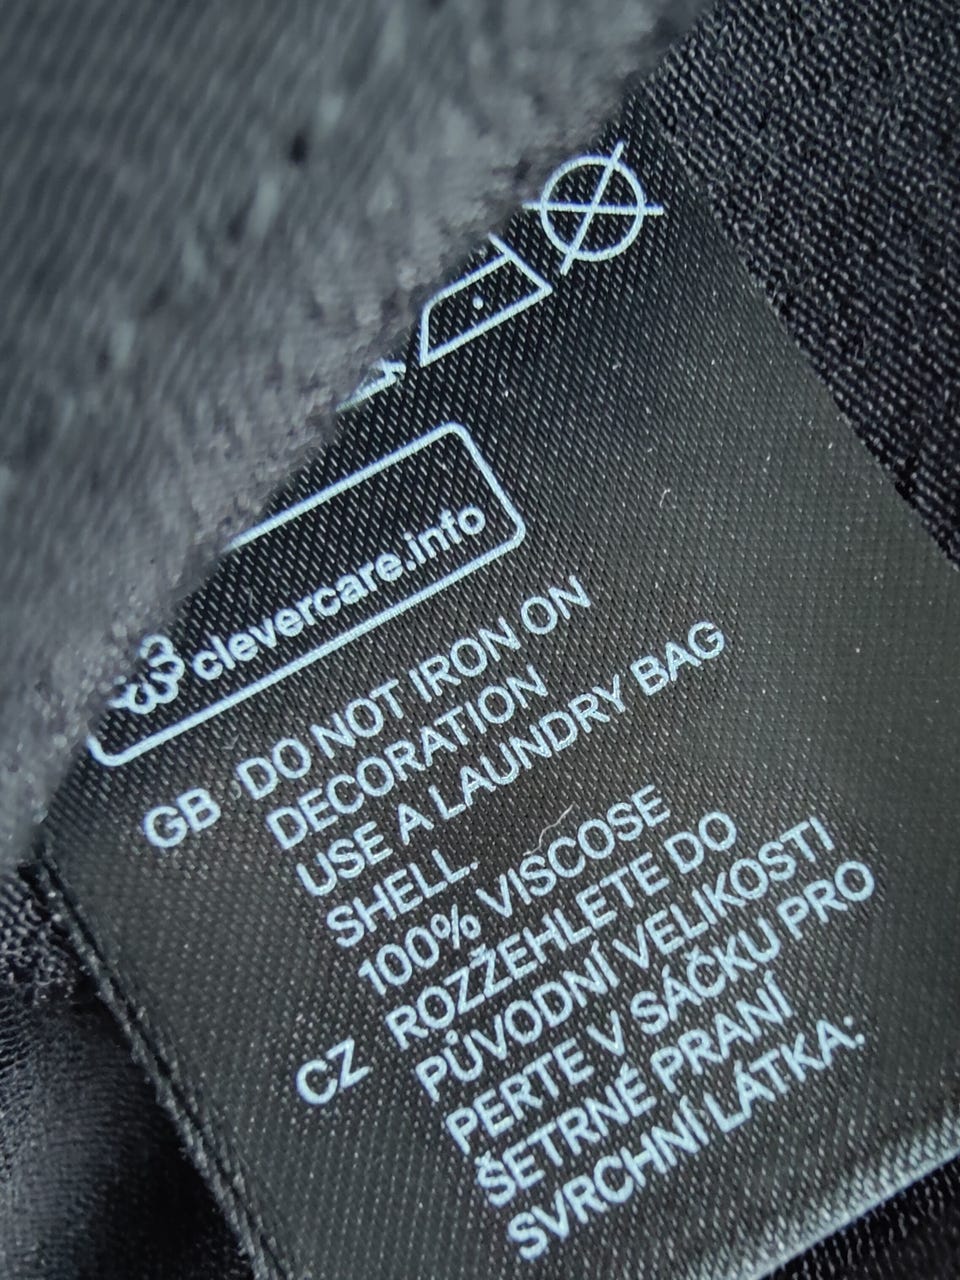 clevercare.info
GB DO NOT IRON ON
DECORATION
USE A LAUNDRY BAG
SHELL.
100% VISCOSE
CZ ROZŽEHLETE DO
PŮVODNÍ VELIKOSTI
PERTE V SÁČKU PRO
ŠETRNÉ PRANÍ
SVRCHNÍ LÁTKA: